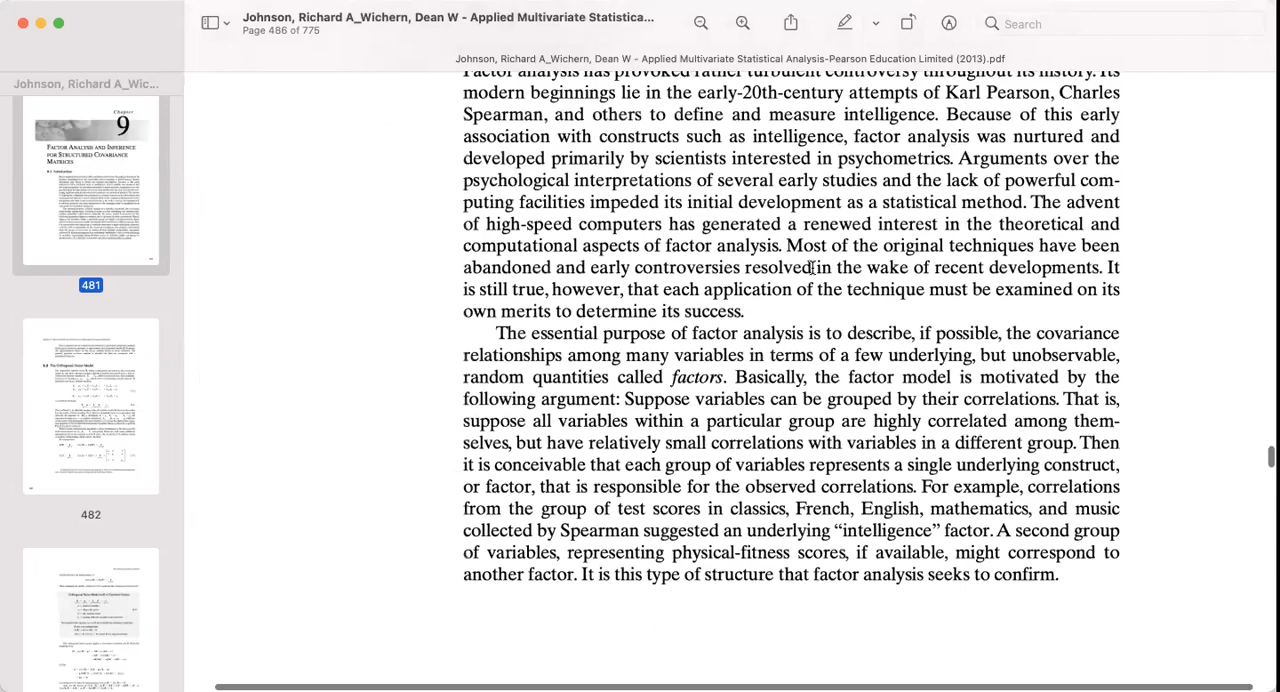 Johnson, Richard A_Wichern, Dean W - Applied Multivariate Statistica...
Page 486 of 775
Search
Johnson, Richard A_Wichern, Dean W - Applied Multivariate Statistical Analysis-Pearson Education Limited (2013).pdf
Johnson, Richard A_Wic...
Chapter
9
FACTOR ANALYSIS AND INFERENCE
FOR STRUCTURED COVARIANCE
MATRICES
481
482
Factor analysis has provoked rather turbulent controversy throughout its history. Its
modern beginnings lie in the early-20th-century attempts of Karl Pearson, Charles
Spearman, and others to define and measure intelligence. Because of this early
association with constructs such as intelligence, factor analysis was nurtured and
developed primarily by scientists interested in psychometrics. Arguments over the
psychological interpretations of several early studies and the lack of powerful com-
puting facilities impeded its initial development as a statistical method. The advent
of high-speed computers has generated a renewed interest in the theoretical and
computational aspects of factor analysis. Most of the original techniques have been
abandoned and early controversies resolved in the wake of recent developments. It
is still true, however, that each application of the technique must be examined on its
own merits to determine its success.
The essential purpose of factor analysis is to describe, if possible, the covariance
relationships among many variables in terms of a few underlying, but unobservable,
random quantities called factors. Basically, the factor model is motivated by the
following argument: Suppose variables can be grouped by their correlations. That is,
suppose all variables within a particular group are highly correlated among them-
selves, but have relatively small correlations with variables in a different group. Then
it is conceivable that each group of variables represents a single underlying construct,
or factor, that is responsible for the observed correlations. For example, correlations
from the group of test scores in classics, French, English, mathematics, and music
collected by Spearman suggested an underlying “intelligence” factor. A second group
of variables, representing physical-fitness scores, if available, might correspond to
another factor. It is this type of structure that factor analysis seeks to confirm.